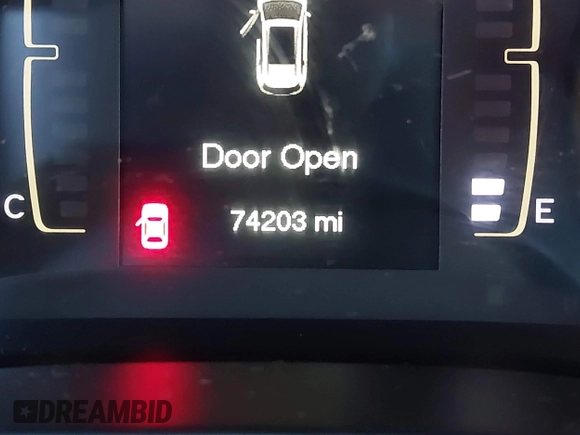 Door Open
C
74203 mi
E
DREAMBID